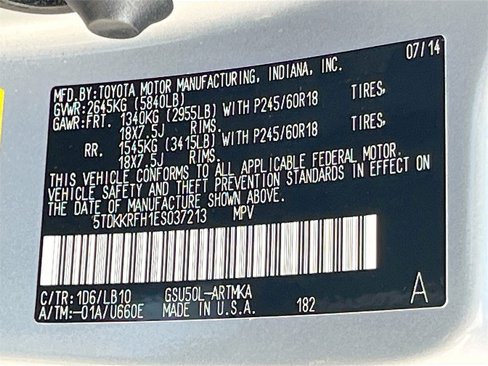 07/14
MFD.BY:TOYOTA MOTOR MANUFACTURING, INDIANA, INC.
GVWR:2645KG (5840LB)
GAWR:FRT. 1340KG (2955LB) WITH P245/60R18 TIRES,
18X7.5J RIMS.
RR. 1545KG (3415LB) WITH P245/60R18 TIRES,
18X7.5J RIMS.
THIS VEHICLE CONFORMS TO ALL APPLICABLE FEDERAL MOTOR
VEHICLE SAFETY AND THEFT PREVENTION STANDARDS IN EFFECT ON
THE DATE OF MANUFACTURE SHOWN ABOVE.
5TDKKRFH1ES037213 MPV
C/TR:1D6/LB10 GSU50L-ARTMKA
A/TM:-01A/U660E MADE IN U.S.A. 182 A